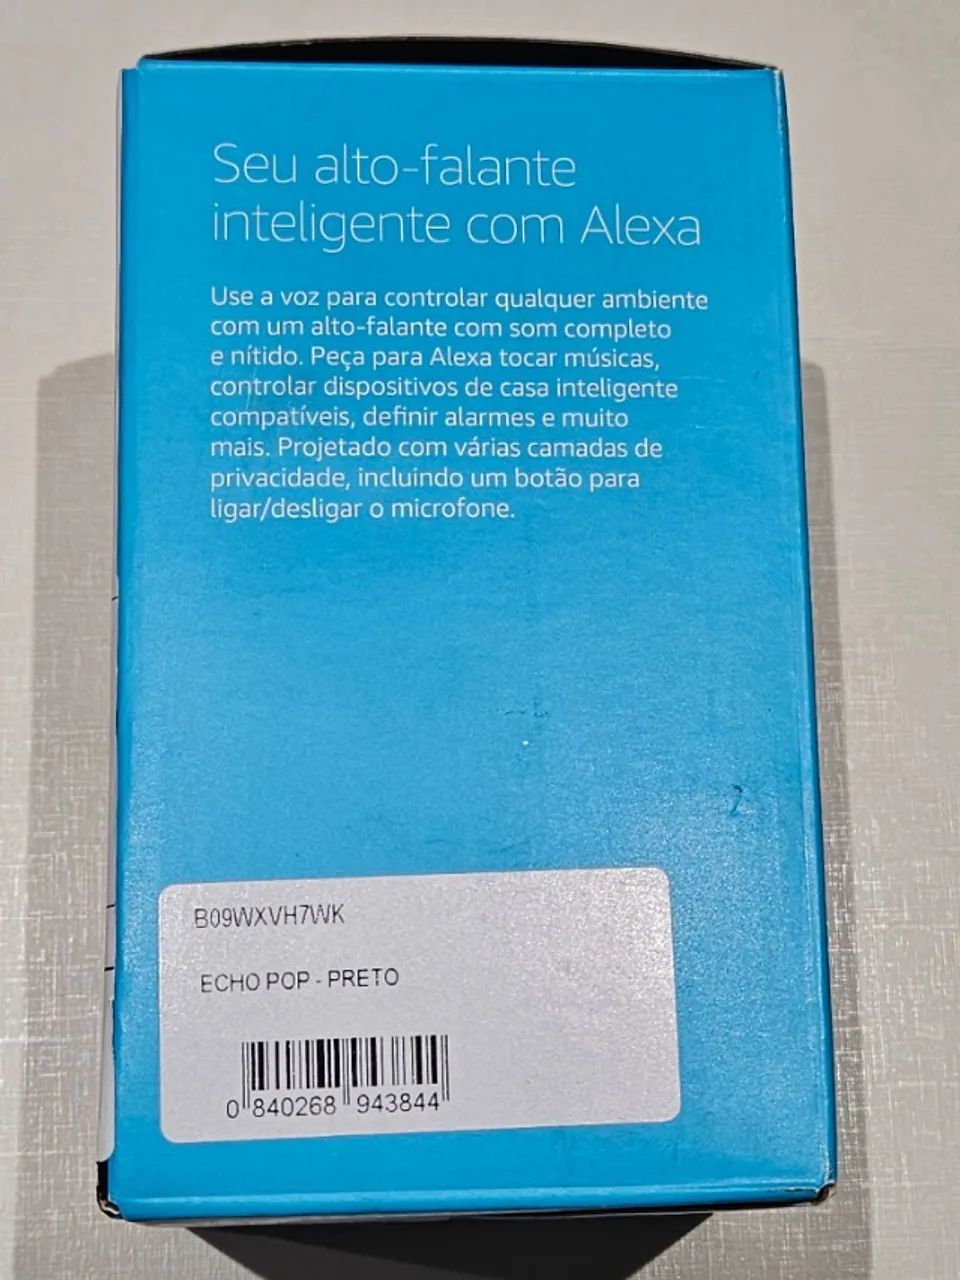 Seu alto-falante
inteligente com Alexa
Use a voz para controlar qualquer ambiente
com um alto-falante com som completo
e nítido. Peça para Alexa tocar músicas,
controlar dispositivos de casa inteligente
compatíveis, definir alarmes e muito
mais. Projetado com várias camadas de
privacidade, incluindo um botão para
ligar/desligar o microfone.
B09WXVH7WK
ECHO POP - PRETO
0 840268 943844